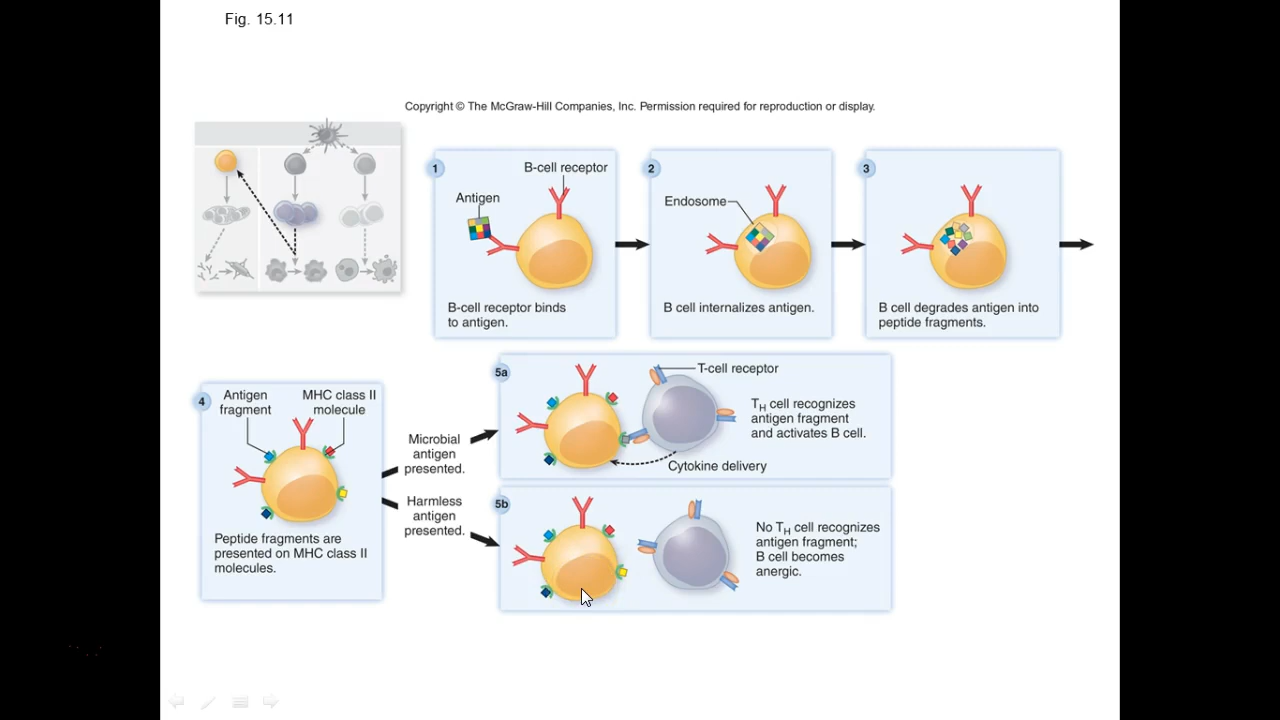 Fig. 15.11
Copyright © The McGraw-Hill Companies, Inc. Permission required for reproduction or display.
1
B-cell receptor
Antigen
B-cell receptor binds
to antigen.
2
Endosome
B cell internalizes antigen.
3
B cell degrades antigen into
peptide fragments.
4
Antigen
fragment
MHC class II
molecule
Peptide fragments are
presented on MHC class II
molecules.
Microbial
antigen
presented.
Harmless
antigen
presented.
5a
T-cell receptor
TH cell recognizes
antigen fragment
and activates B cell.
Cytokine delivery
5b
No TH cell recognizes
antigen fragment;
B cell becomes
anergic.